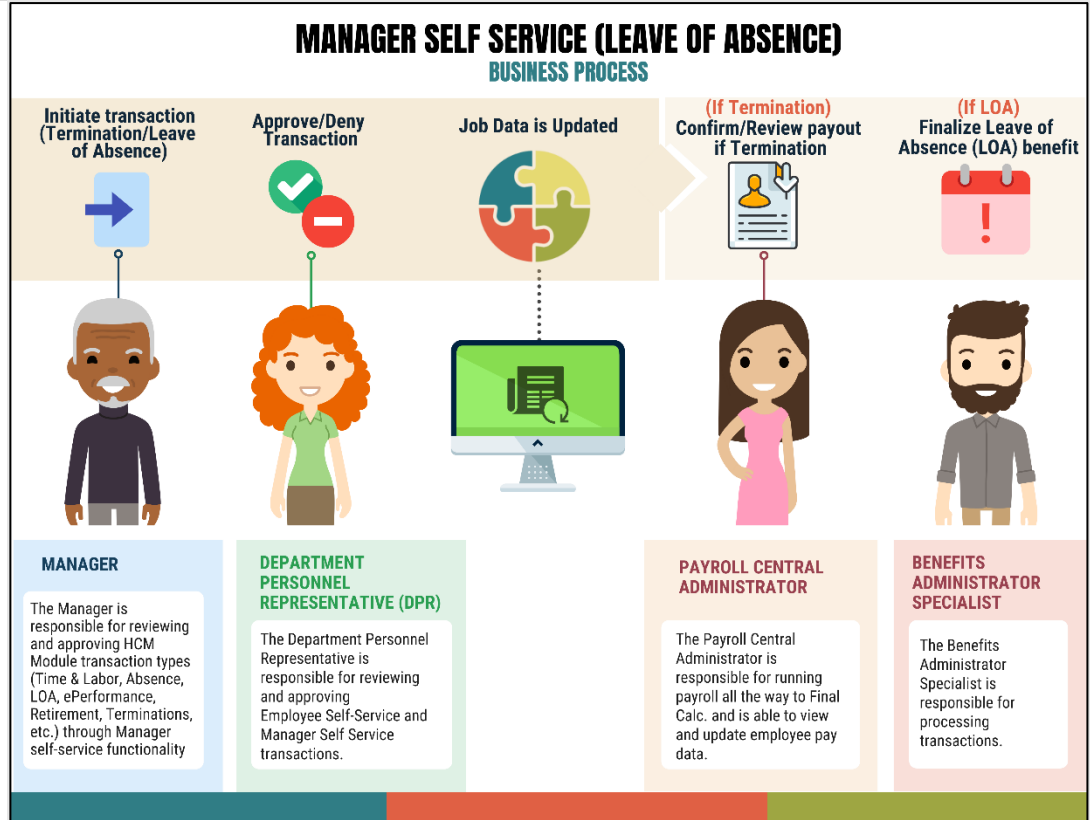 MANAGER SELF SERVICE (LEAVE OF ABSENCE)
BUSINESS PROCESS
Initiate transaction
(Termination/Leave
of Absence)
Approve/Deny
Transaction
Job Data is Updated
(If Termination)
Confirm/Review payout
if Termination
(If LOA)
Finalize Leave of
Absence (LOA) benefit
!
MANAGER
The Manager is
responsible for reviewing
and approving HCM
Module transaction types
(Time & Labor, Absence,
LOA, ePerformance,
Retirement, Terminations,
etc.) through Manager
self-service functionality
DEPARTMENT
PERSONNEL
REPRESENTATIVE (DPR)
The Department Personnel
Representative is
responsible for reviewing
and approving
Employee Self-Service and
Manager Self Service
transactions.
PAYROLL CENTRAL
ADMINISTRATOR
The Payroll Central
Administrator is
responsible for running
payroll all the way to Final
Calc. and is able to view
and update employee pay
data.
BENEFITS
ADMINISTRATOR
SPECIALIST
The Benefits
Administrator
Specialist is
responsible for
processing
transactions.